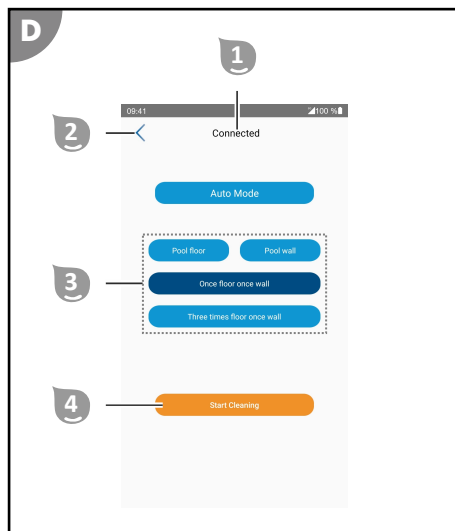 D
1
09:41 100 %
2 Connected
Auto Mode
Pool floor Pool wall
3 Once floor once wall
Three times floor once wall
4 Start Cleaning